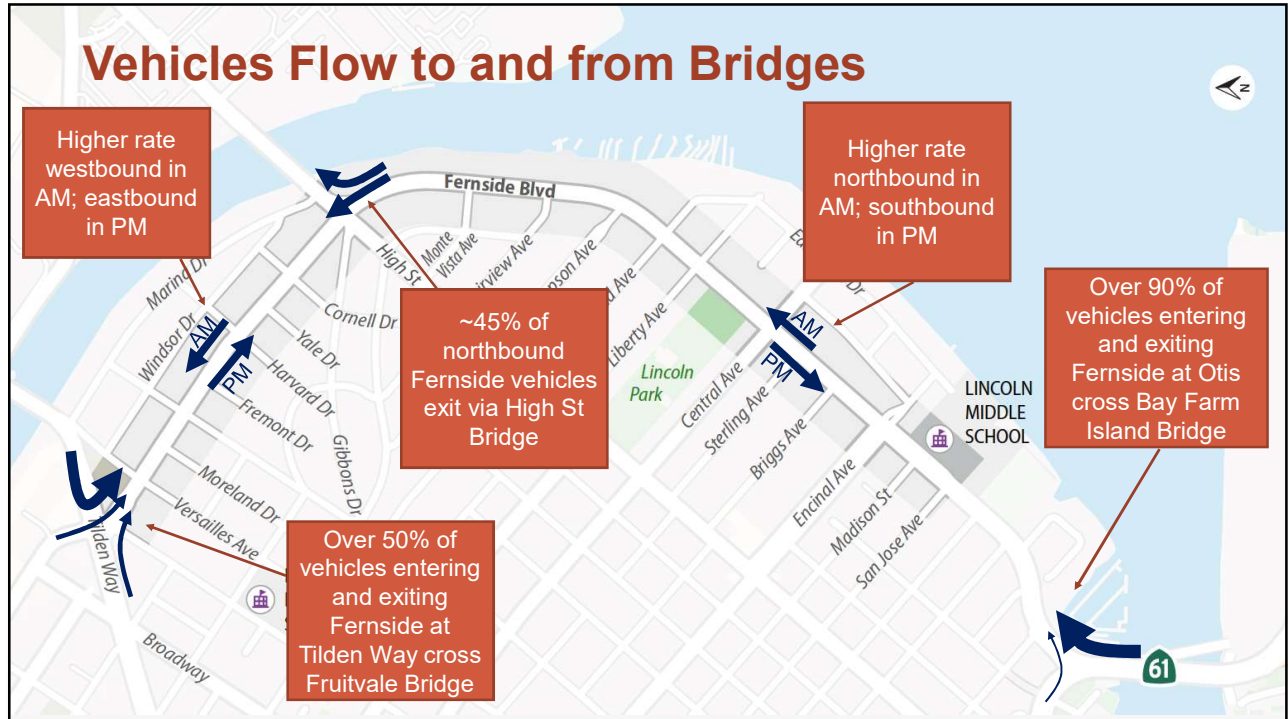 Vehicles Flow to and from Bridges
N
Higher rate
westbound in
AM; eastbound
in PM
Higher rate
northbound in
AM; southbound
in PM
Over 90% of
vehicles entering
and exiting
Fernside at Otis
cross Bay Farm
Island Bridge
~45% of
northbound
Fernside vehicles
exit via High St
Bridge
Over 50% of
vehicles entering
and exiting
Fernside at
Tilden Way cross
Fruitvale Bridge
Fernside Blvd
High St
Monte
Vista Ave
Marina Dr
Windsor Dr
AM
PM
Cornell Dr
Yale Dr
Harvard Dr
Fremont Dr
Gibbons Dr
Moreland Dr
Versailles Ave
Tilden Way
Broadway
Liberty Ave
Lincoln
Park
Central Ave
Sterling Ave
Briggs Ave
AM
PM
Encinal Ave
Madison St
San Jose Ave
LINCOLN
MIDDLE
SCHOOL
61